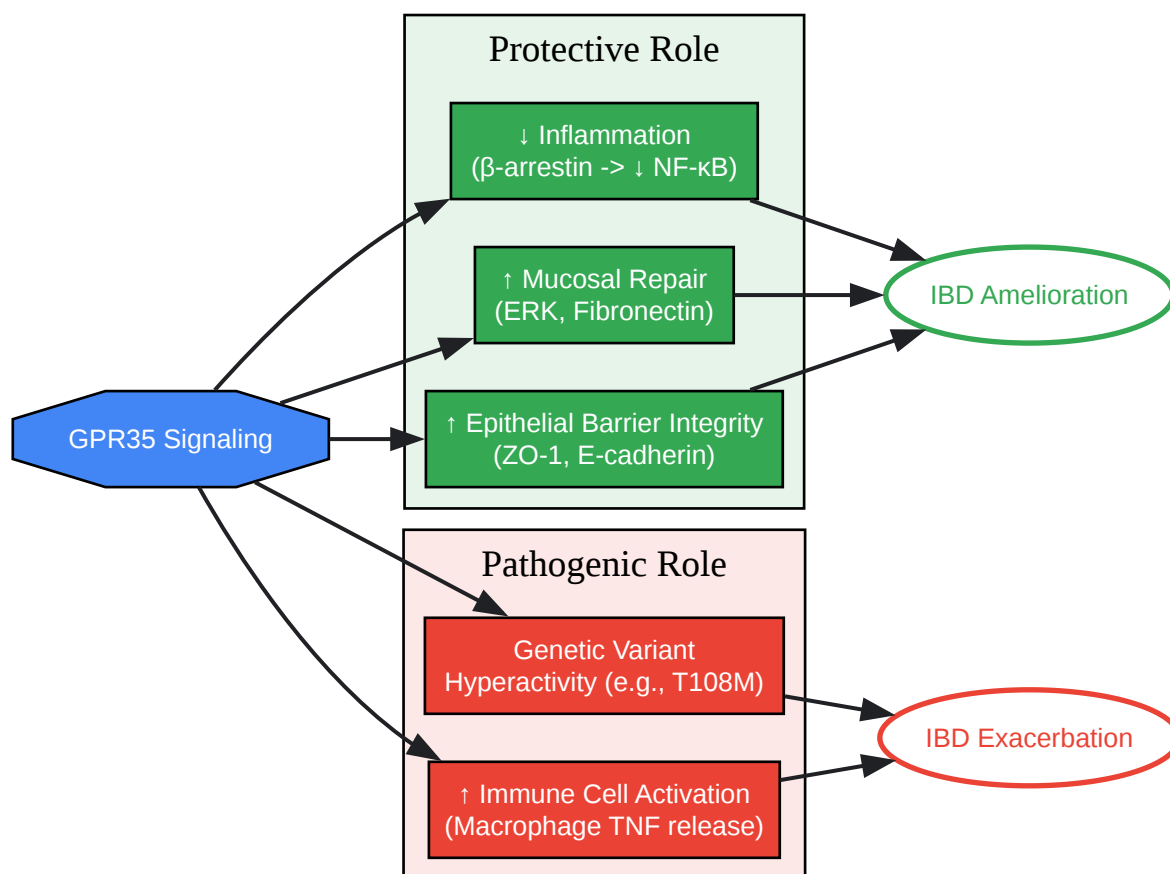 Protective Role
↓ Inflammation
(β-arrestin -> ↓ NF-κB)
↑ Mucosal Repair
(ERK, Fibronectin)
IBD Amelioration
GPR35 Signaling
↑ Epithelial Barrier Integrity
(ZO-1, E-cadherin)
Pathogenic Role
Genetic Variant
Hyperactivity (e.g., T108M)
IBD Exacerbation
↑ Immune Cell Activation
(Macrophage TNF release)